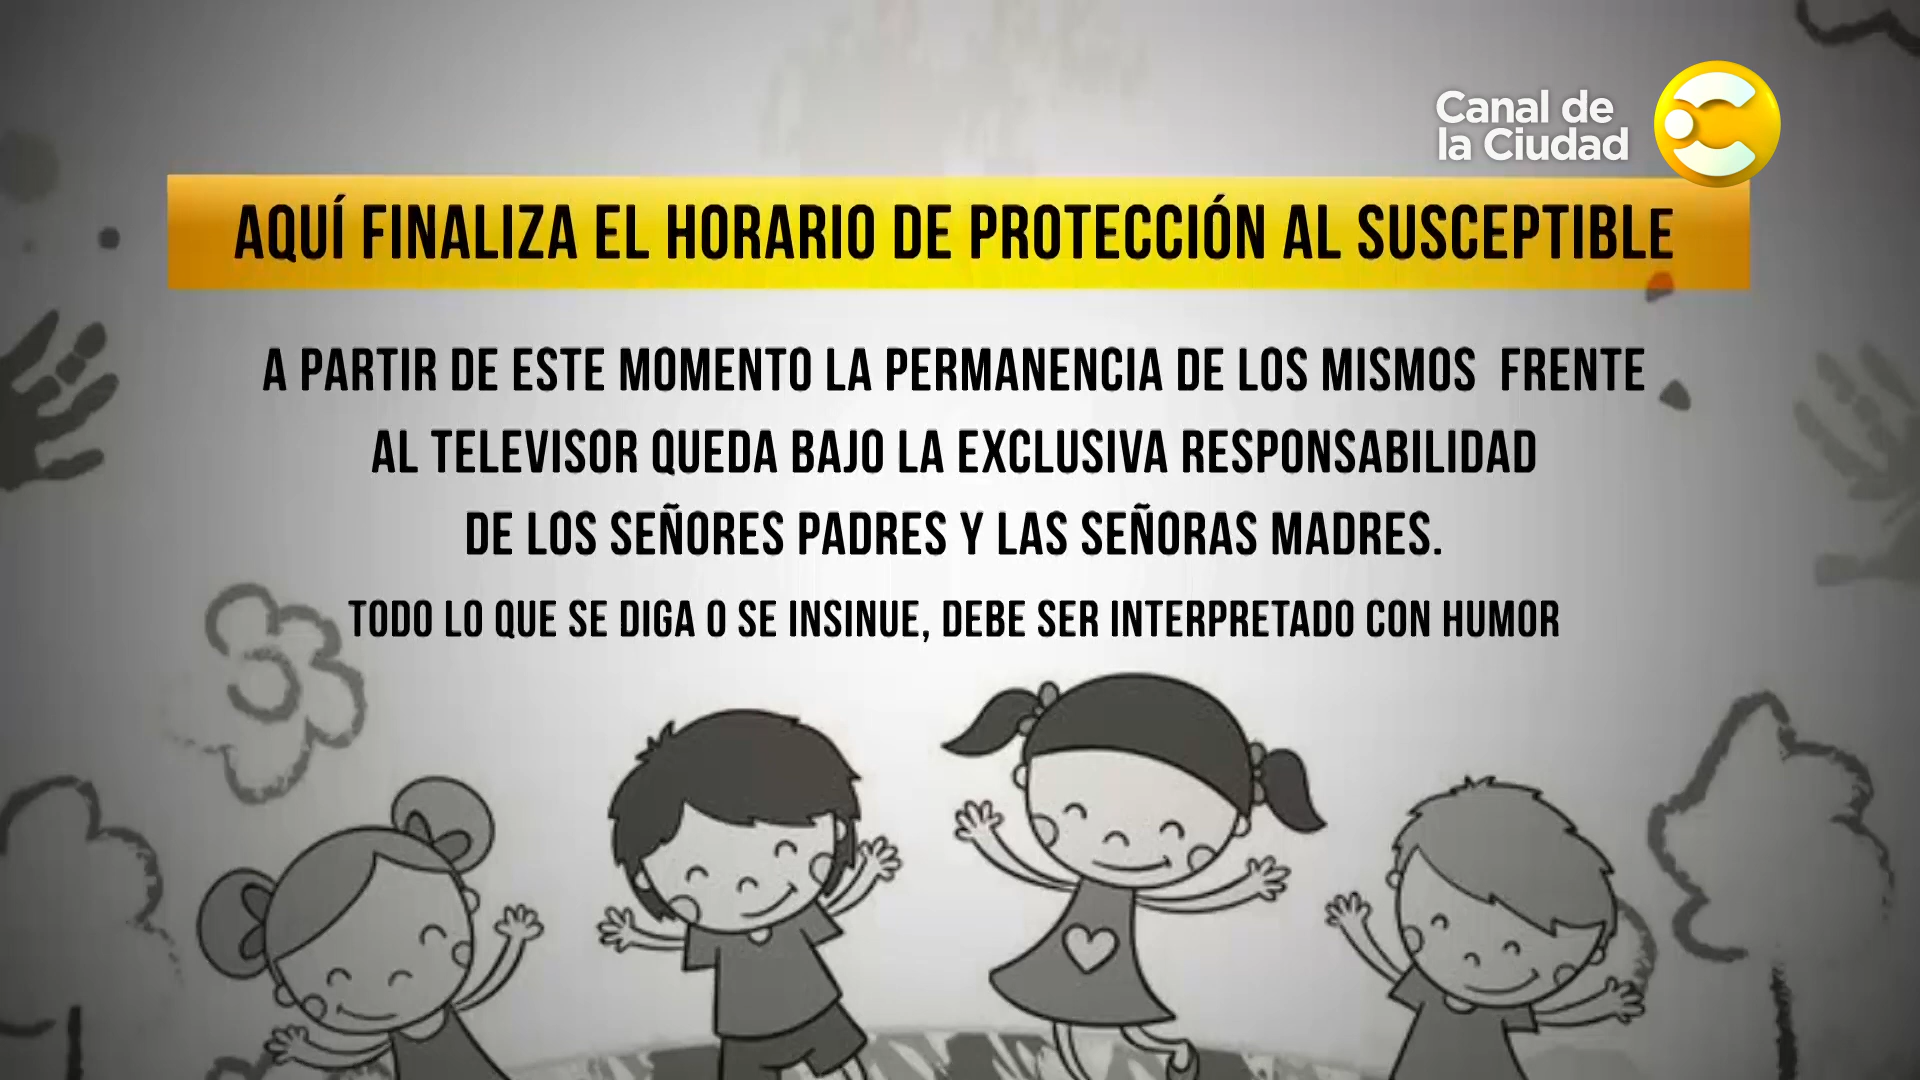 Canal de
la Ciudad
AQUÍ FINALIZA EL HORARIO DE PROTECCIÓN AL SUSCEPTIBLE
A PARTIR DE ESTE MOMENTO LA PERMANENCIA DE LOS MISMOS FRENTE
AL TELEVISOR QUEDA BAJO LA EXCLUSIVA RESPONSABILIDAD
DE LOS SEÑORES PADRES Y LAS SEÑORAS MADRES.
TODO LO QUE SE DIGA O SE INSINUE, DEBE SER INTERPRETADO CON HUMOR